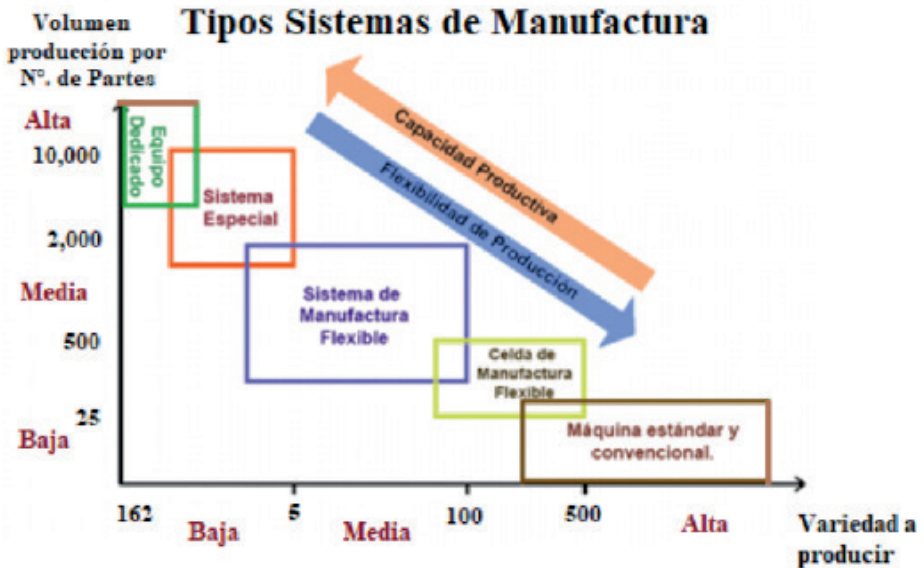 Tipos Sistemas de Manufactura
Volumen
producción por
N°. de Partes
Alta
10,000
2,000
Media
500
25
Baja
Equipo
Dedicado
Sistema
Especial
Sistema de
Manufactura
Flexible
Celda de
Manufactura
Flexible
Máquina estándar y
convencional.
Capacidad Productiva
Flexibilidad de Producción
162
5
100
500
Baja
Media
Alta
Variedad a
producir